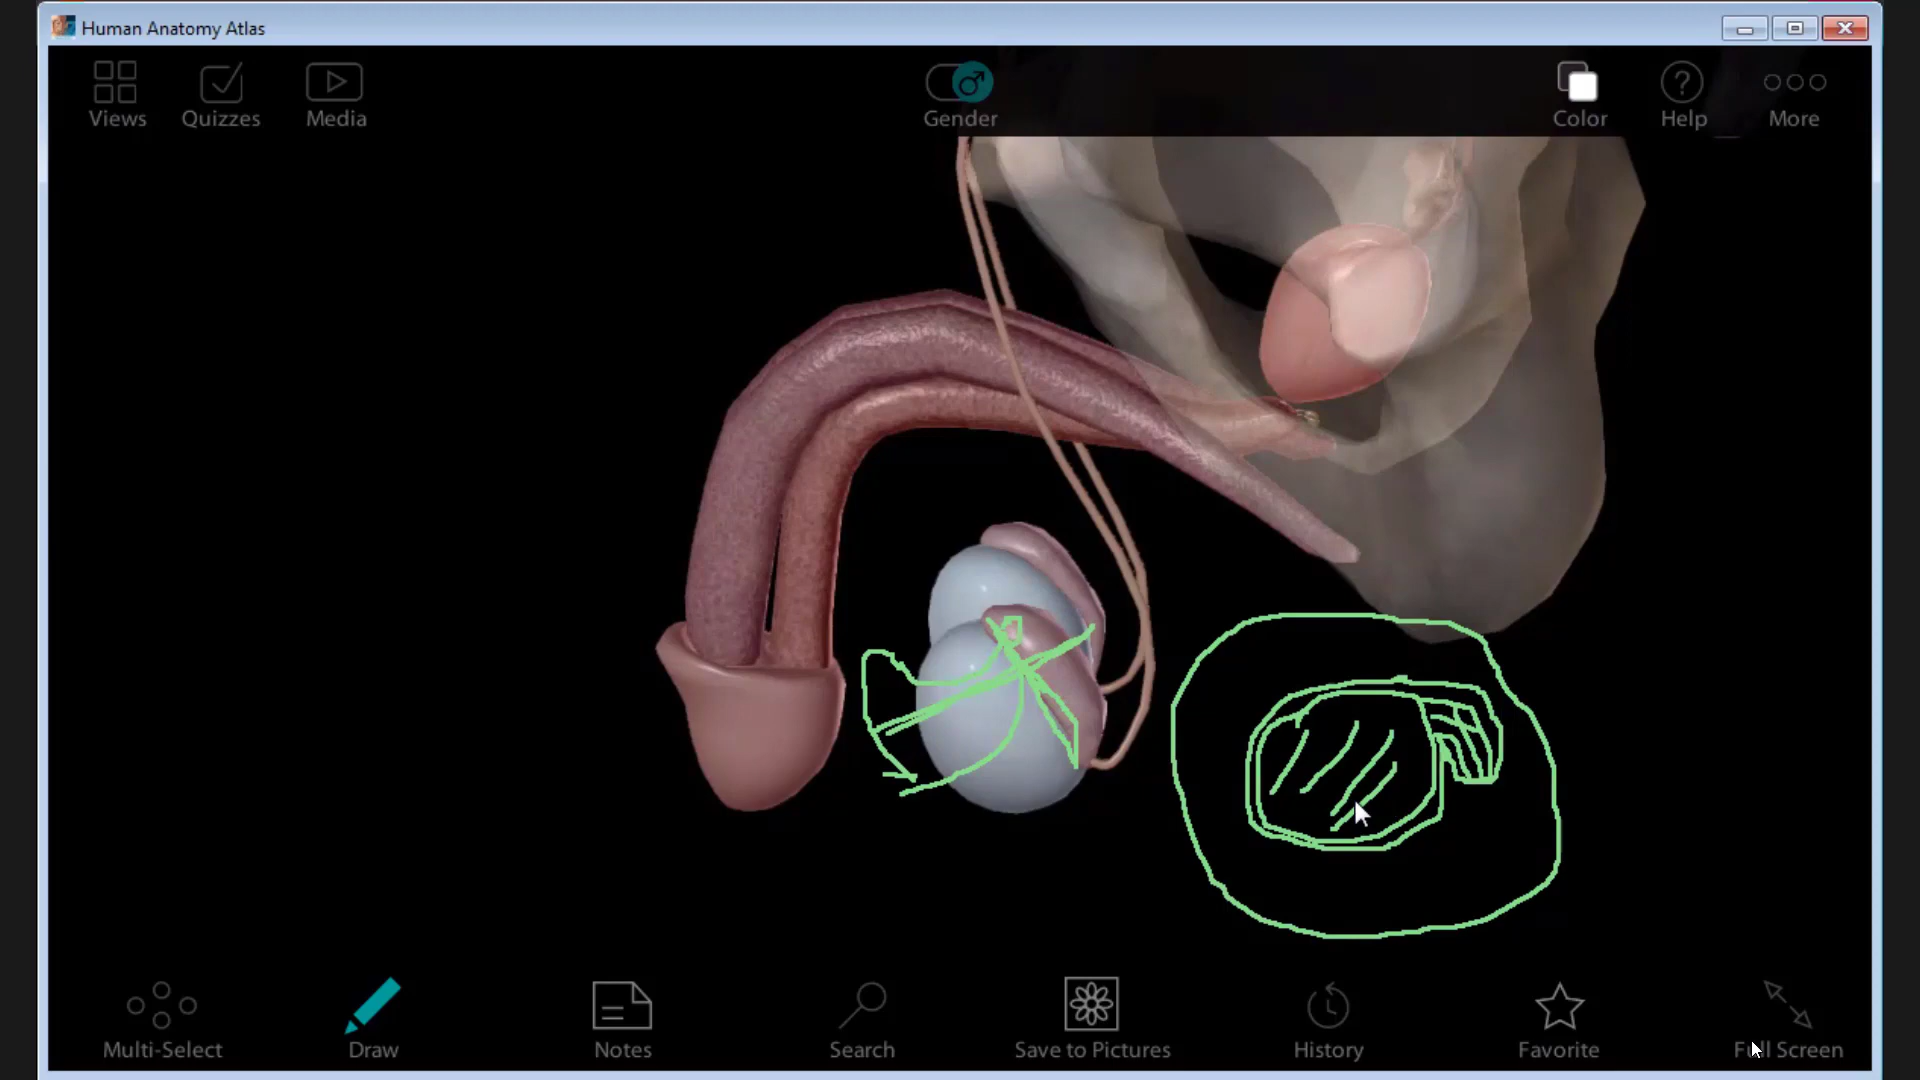 Human Anatomy Atlas
Views Quizzes Media Gender Color Help More
Multi-Select Draw Notes Search Save to Pictures History Favorite Full Screen